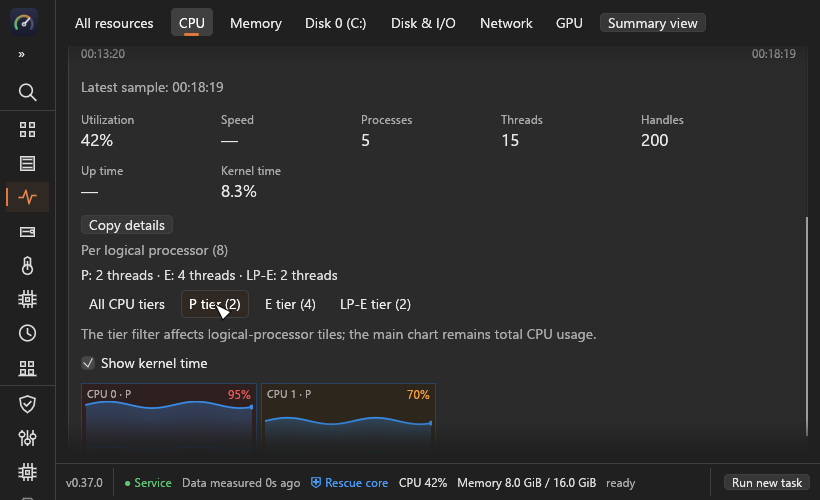 All resources CPU Memory Disk 0 (C:) Disk & I/O Network GPU Summary view
»
00:13:20 00:18:19
Latest sample: 00:18:19
Utilization Speed Processes Threads Handles
42% — 5 15 200
Up time Kernel time
— 8.3%
Copy details
Per logical processor (8)
P: 2 threads · E: 4 threads · LP-E: 2 threads
All CPU tiers P tier (2) E tier (4) LP-E tier (2)
The tier filter affects logical-processor tiles; the main chart remains total CPU usage.
Show kernel time
CPU 0 · P 95% CPU 1 · P 70%
v0.37.0 Service Data measured 0s ago Rescue core CPU 42% Memory 8.0 GiB / 16.0 GiB ready Run new task